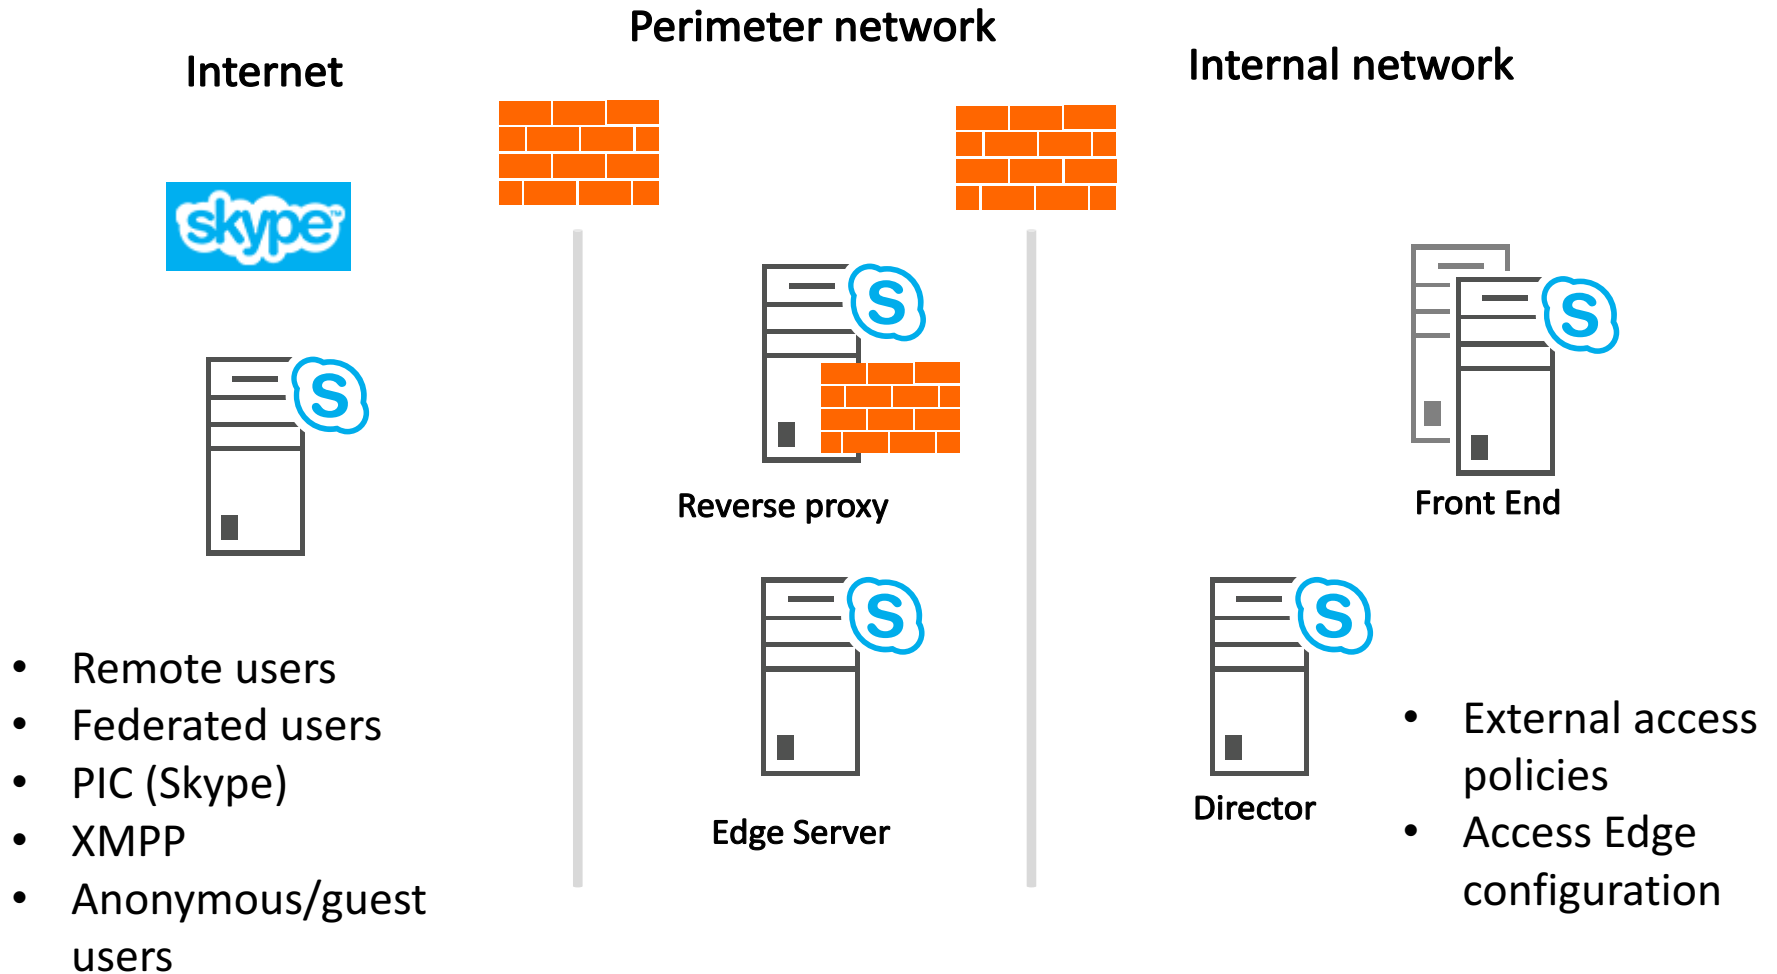 Perimeter network
Internet
Internal network
skype™
S
S
S
Reverse proxy
Front End
S
S
• Remote users
• Federated users
• PIC (Skype)
• XMPP
• Anonymous/guest
users
Edge Server
Director
• External access
policies
• Access Edge
configuration